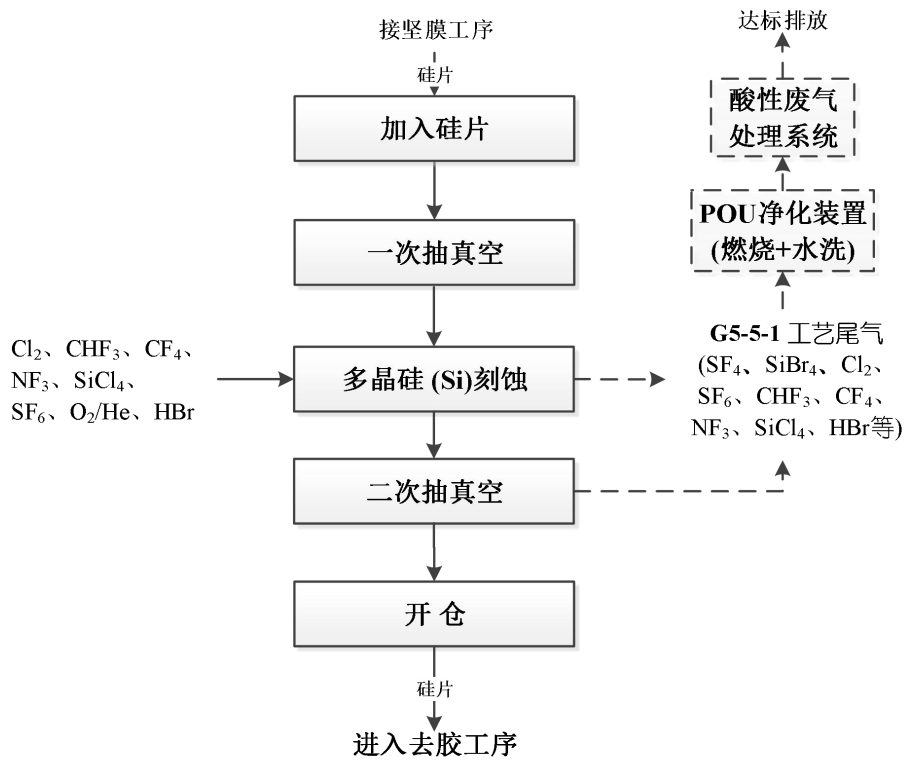 接坚膜工序
硅片
加入硅片
一次抽真空
Cl₂、CHF₃、CF₄、
NF₃、SiCl₄、
SF₆、O₂/He、HBr
多晶硅 (Si)刻蚀
二次抽真空
开 仓
硅片
进入去胶工序
达标排放
酸性废气
处理系统
POU净化装置
(燃烧+水洗)
G5-5-1 工艺尾气
(SF₄、SiBr₄、Cl₂、
SF₆、CHF₃、CF₄、
NF₃、SiCl₄、HBr等)